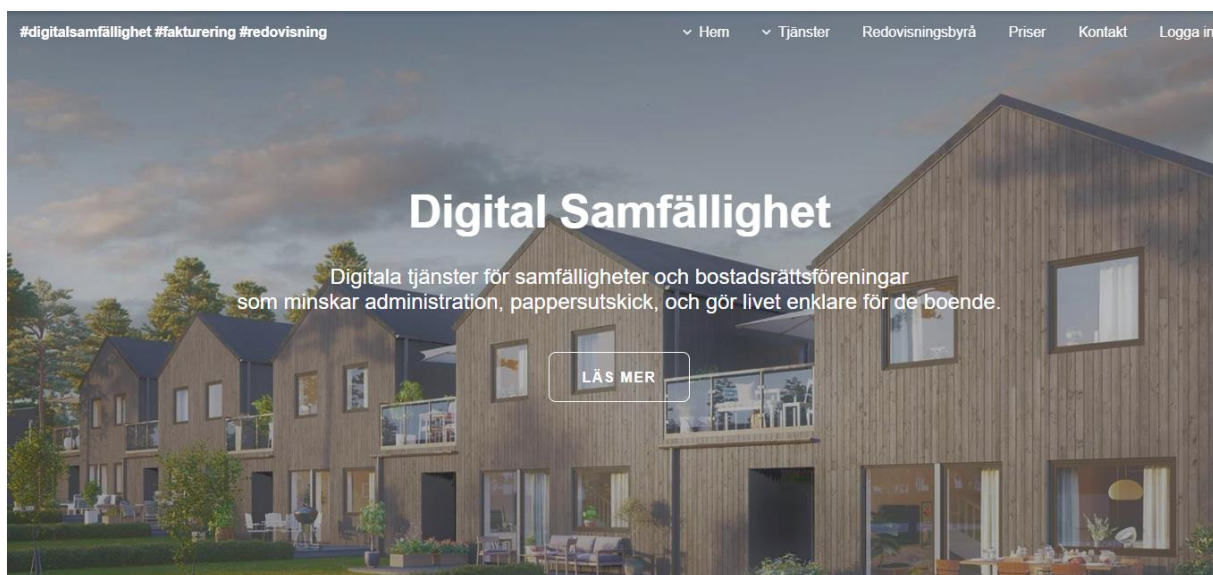 #digitalsamfällighet #fakturering #redovisning
Hem Tjänster Redovisningsbyrå Priser Kontakt Logga in
Digital Samfällighet
Digitala tjänster för samfälligheter och bostadsrättsföreningar
som minskar administration, pappersutskick, och gör livet enklare för de boende.
LÄS MER